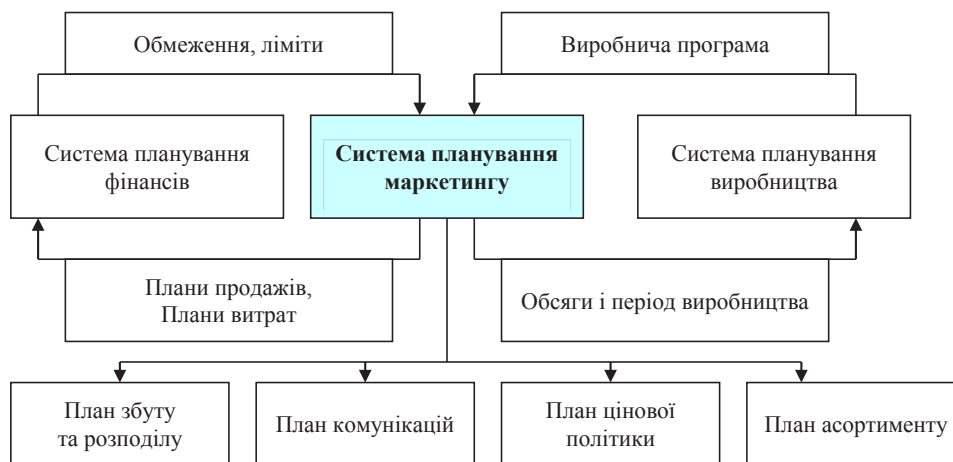 Обмеження, ліміти
Виробнича програма
Система планування
фінансів
Система планування
маркетингу
Система планування
виробництва
Плани продажів,
Плани витрат
Обсяги і період виробництва
План збуту
та розподілу
План комунікацій
План цінової
політики
План асортименту